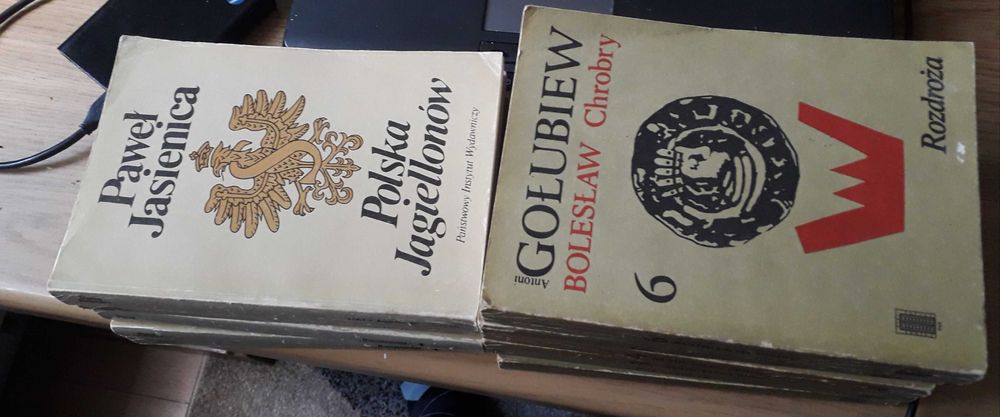 Paweł
Jasienica
Polska
Jagiellonów
Państwowy Instytut Wydawniczy
Antoni
GOŁUBIEW
BOLESŁAW Chrobry
6
Rozdroża